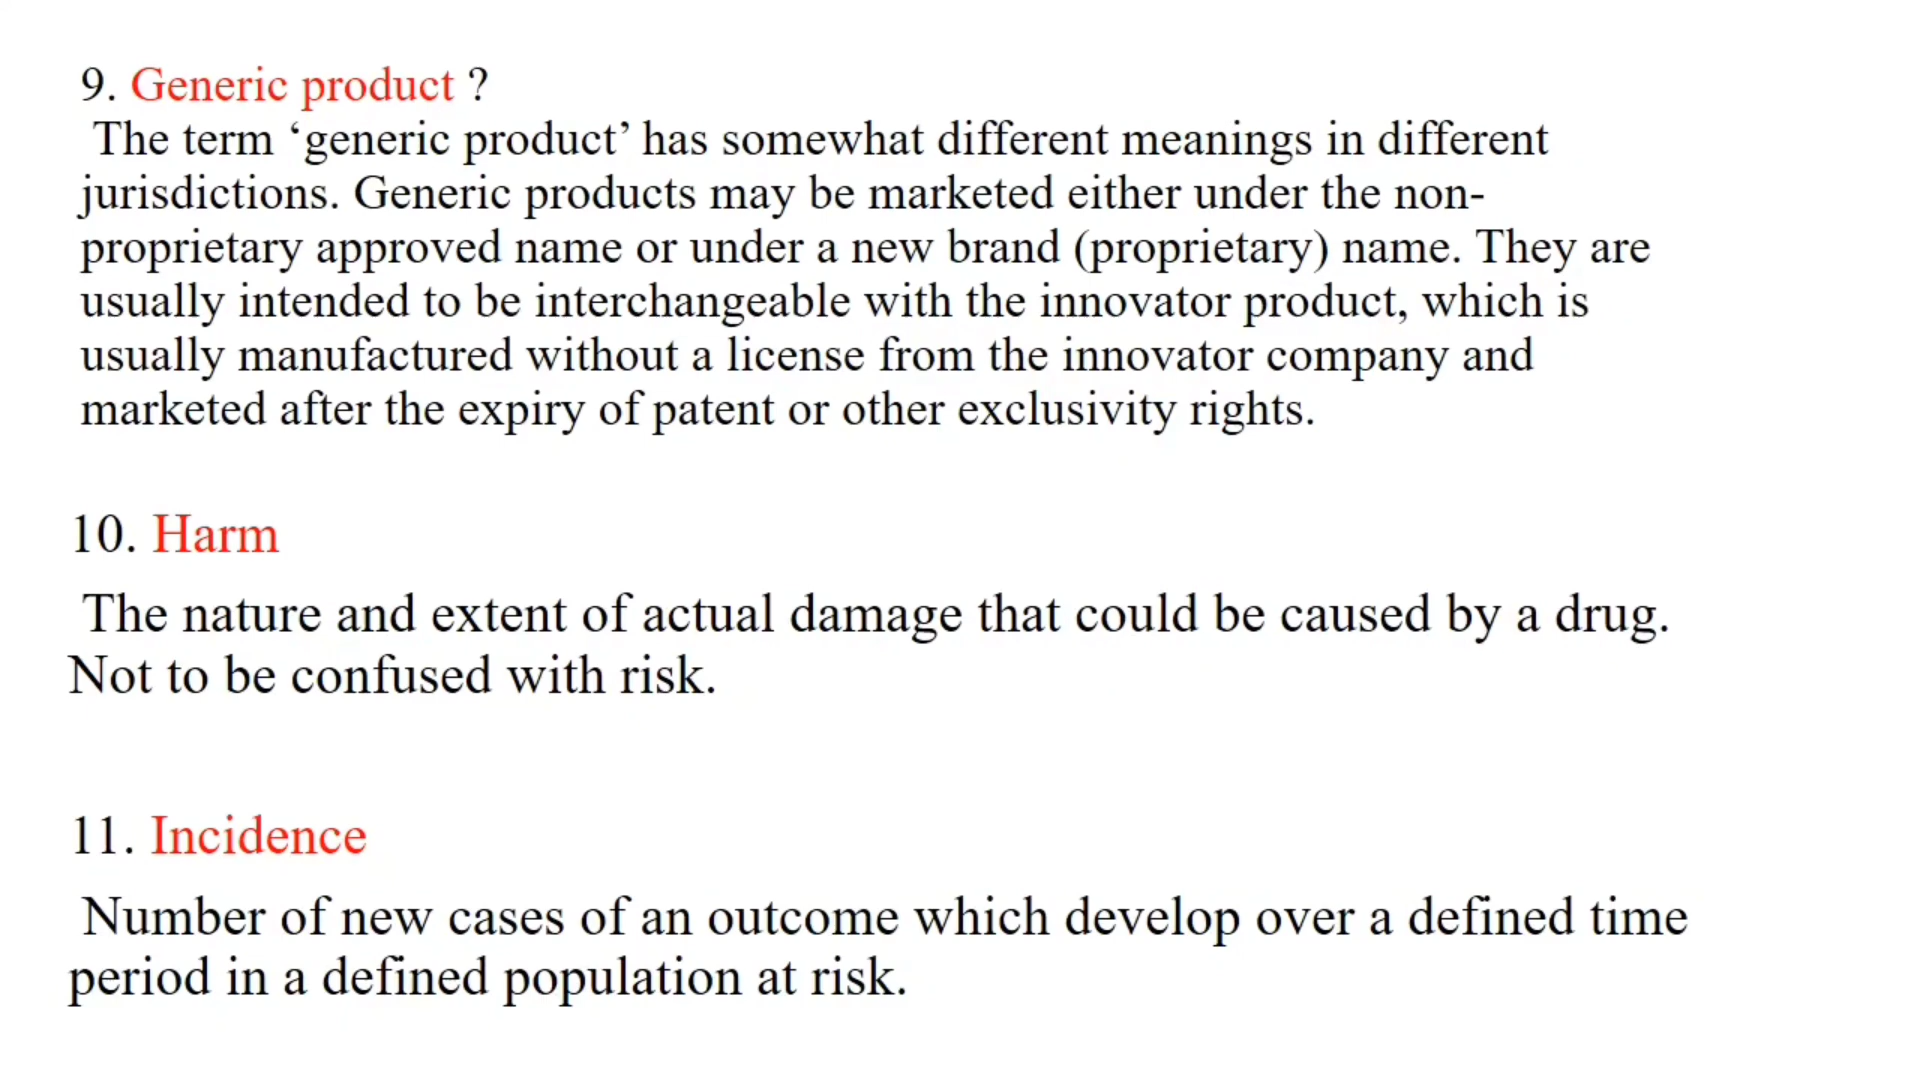 9. Generic product ?
The term ‘generic product’ has somewhat different meanings in different
jurisdictions. Generic products may be marketed either under the non-
proprietary approved name or under a new brand (proprietary) name. They are
usually intended to be interchangeable with the innovator product, which is
usually manufactured without a license from the innovator company and
marketed after the expiry of patent or other exclusivity rights.
10. Harm
The nature and extent of actual damage that could be caused by a drug.
Not to be confused with risk.
11. Incidence
Number of new cases of an outcome which develop over a defined time
period in a defined population at risk.